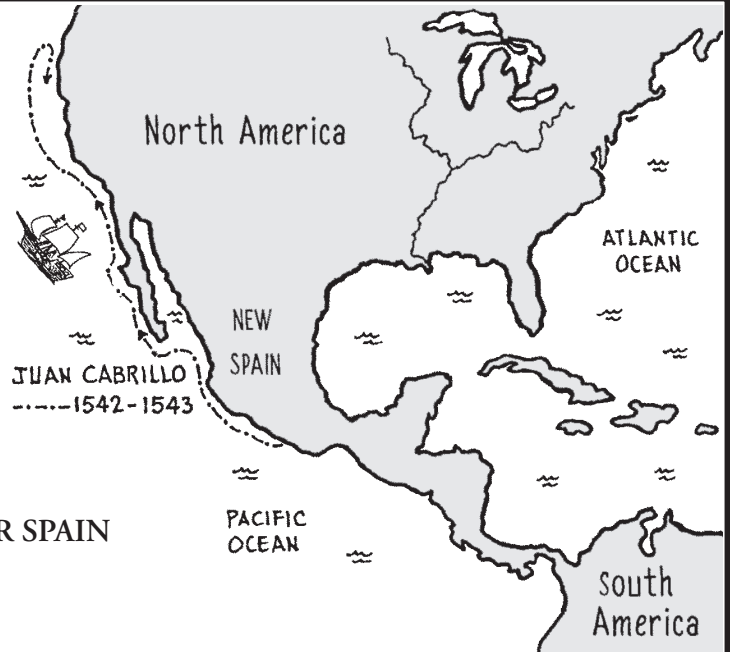 North America
ATLANTIC
OCEAN
NEW
SPAIN
JUAN CABRILLO
1542-1543
R SPAIN
PACIFIC
OCEAN
South
America